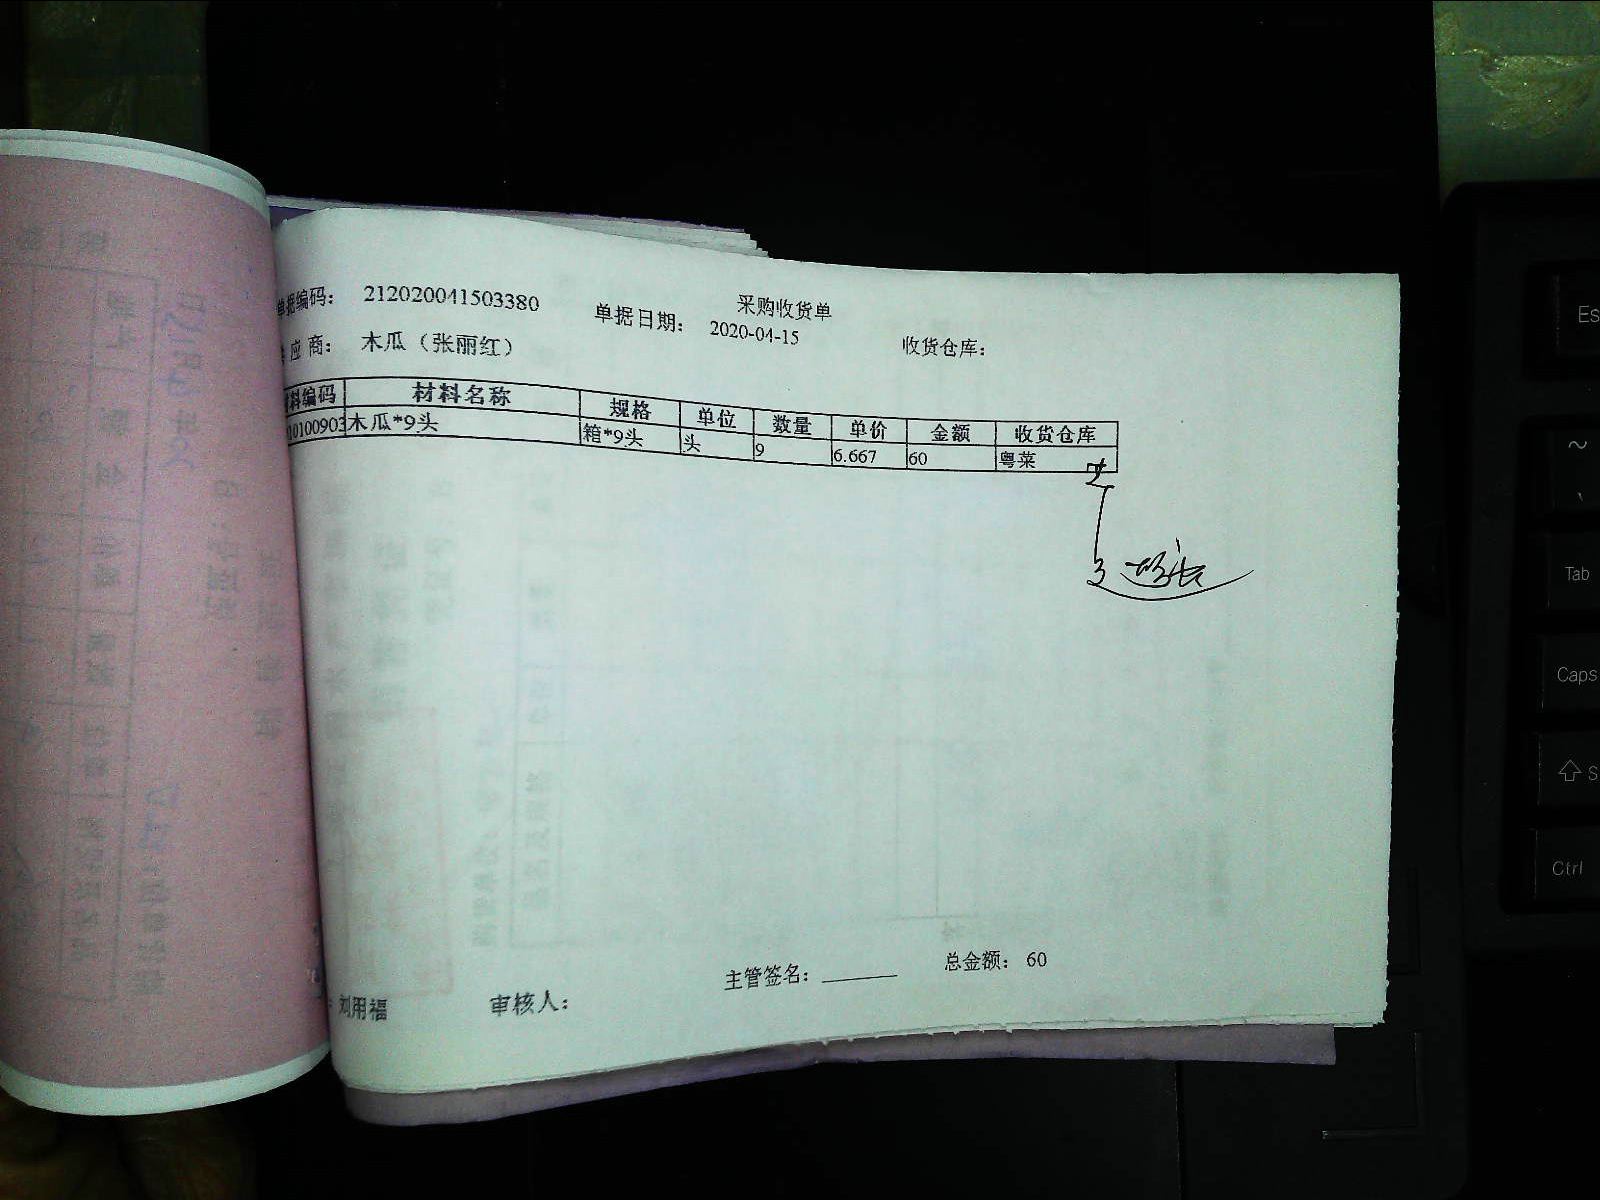 采购收货单
单据编码： 212020041503380 单据日期： 2020-04-15 收货仓库：
应商： 木瓜（张丽红）
料编码 材料名称 规格 单位 数量 单价 金额 收货仓库
10100903 木瓜*9头 箱*9头 头 9 6.667 60 粤菜
主管签名： 总金额： 60
：刘用福 审核人：
Es
~
Tab
Caps
S
Ctrl